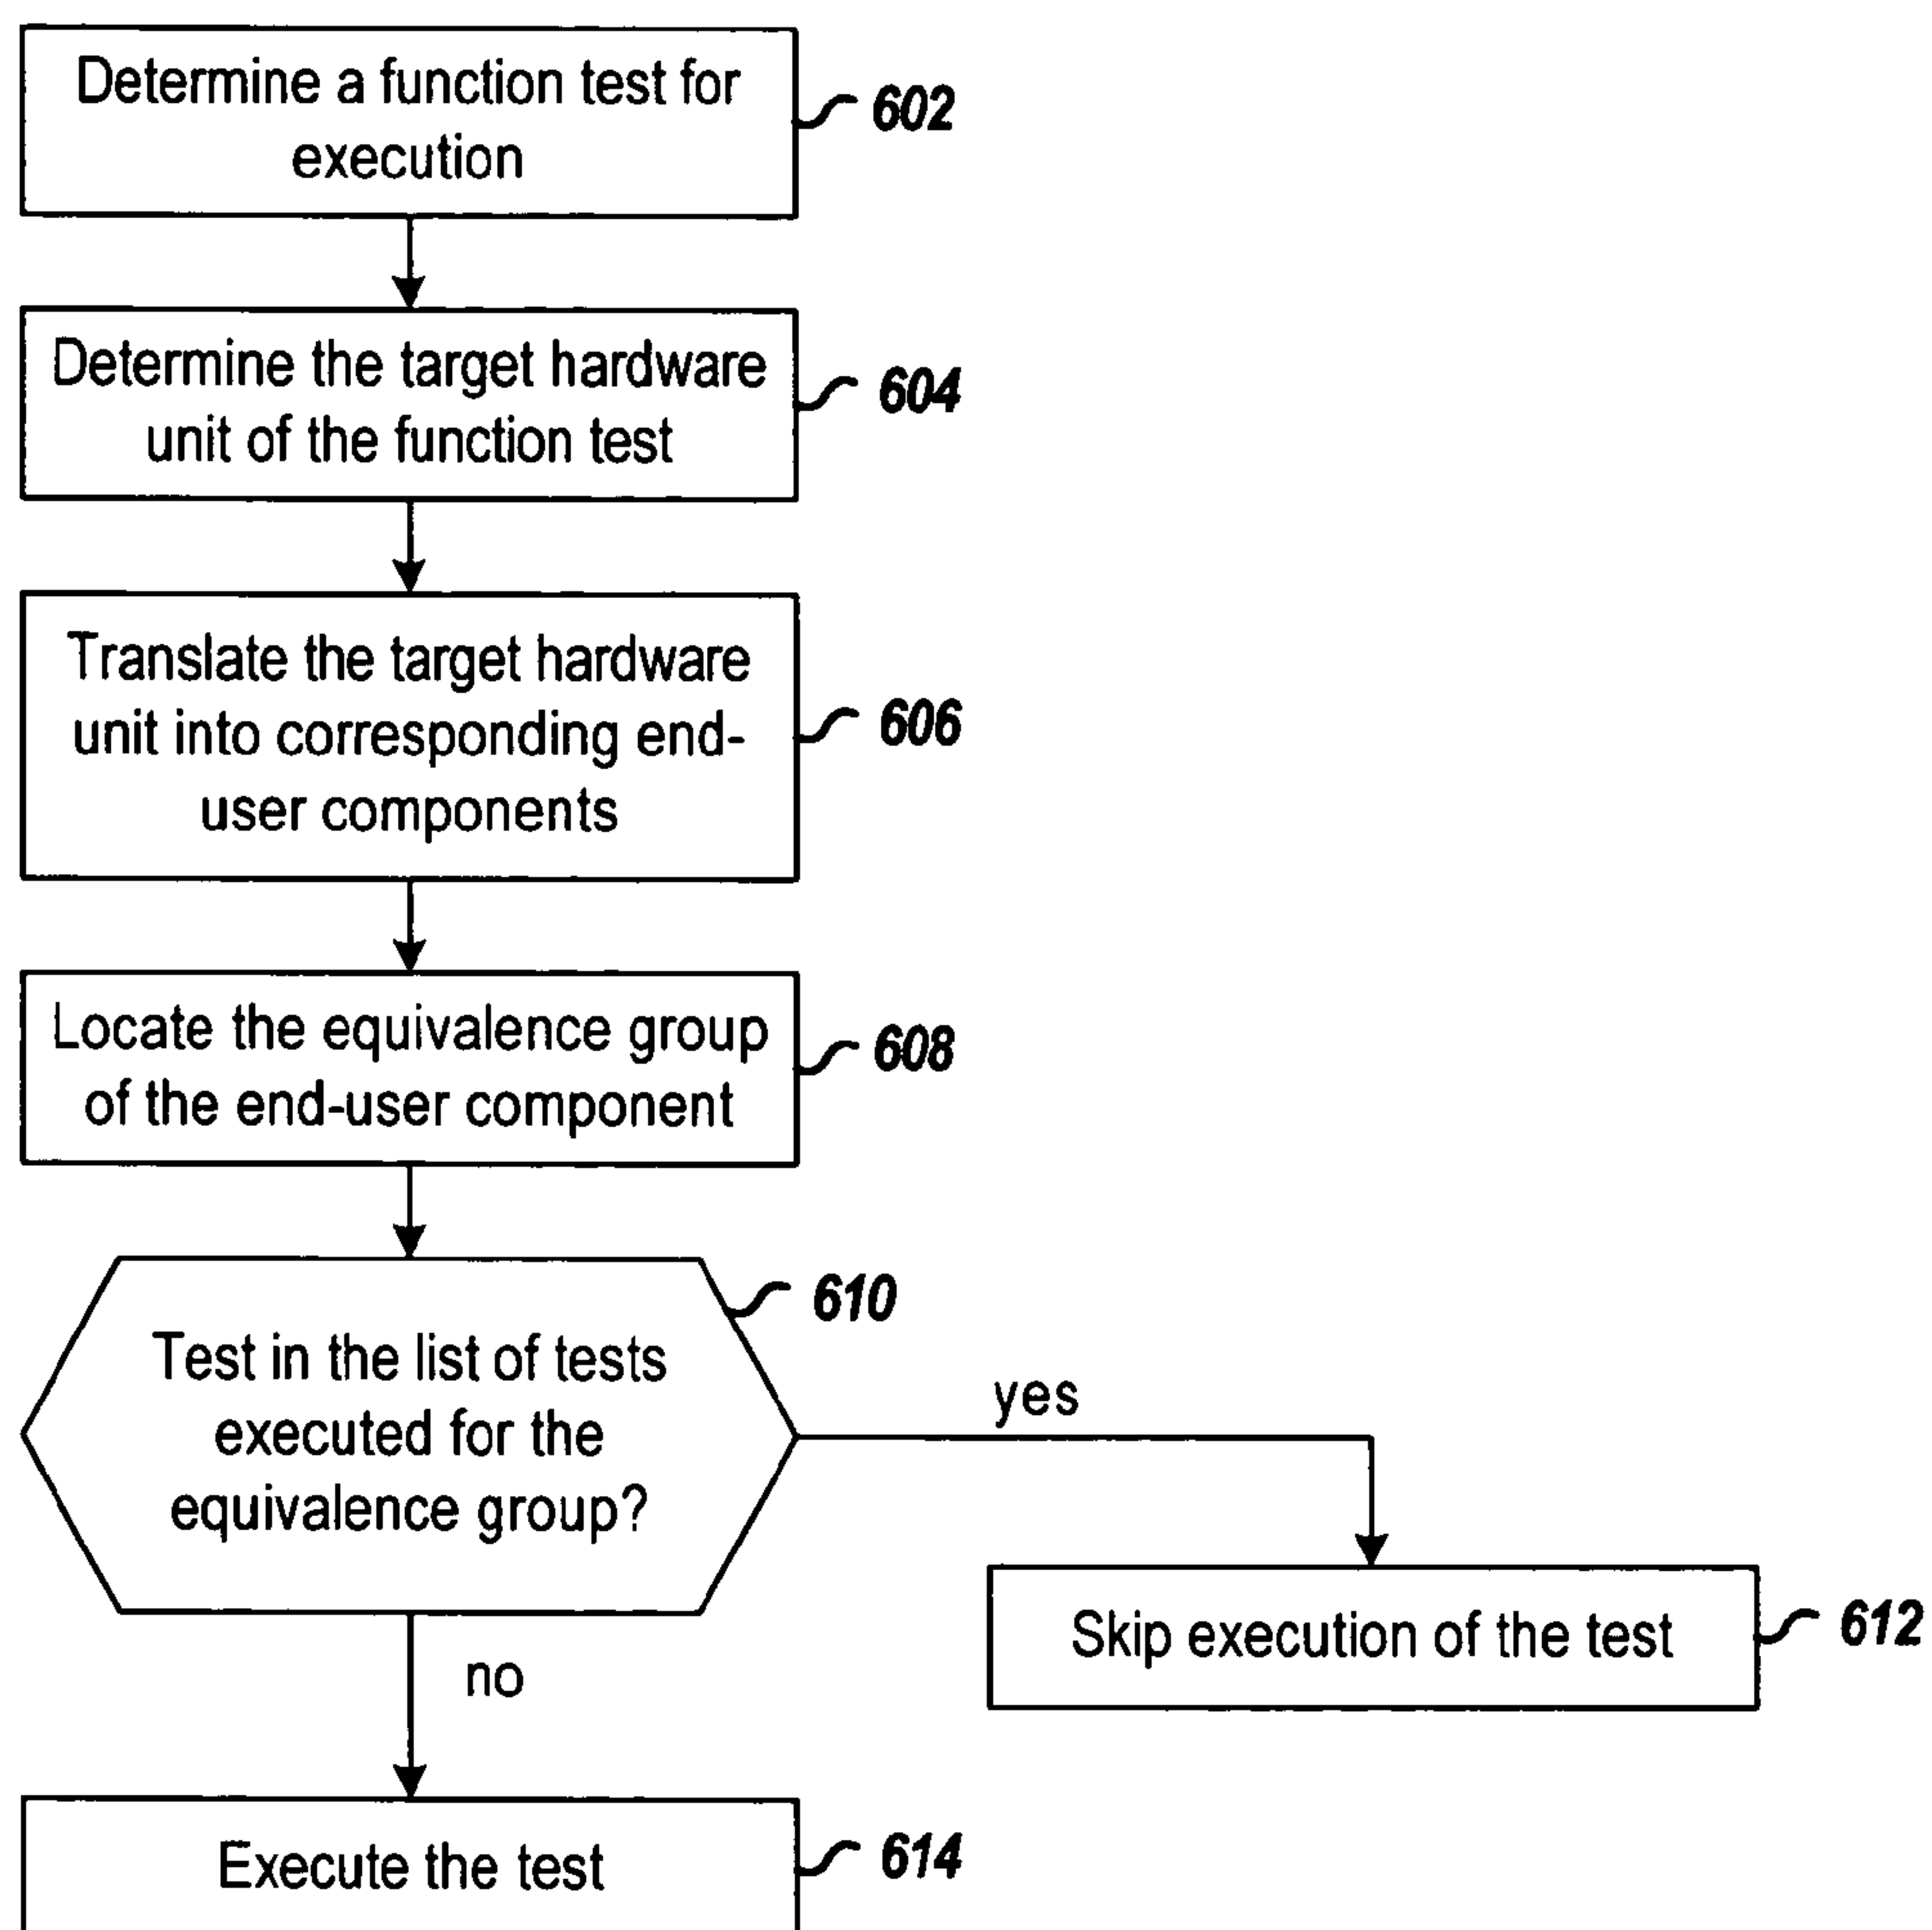 Determine a function test for
execution
602
Determine the target hardware
unit of the function test
604
Translate the target hardware
unit into corresponding end-
user components
606
Locate the equivalence group
of the end-user component
608
Test in the list of tests
executed for the
equivalence group?
610
yes
Skip execution of the test
612
no
Execute the test
614